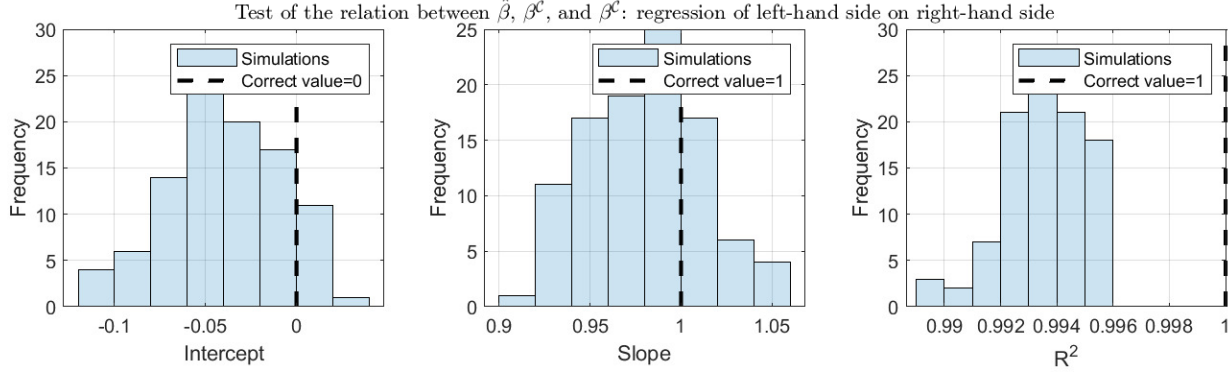 Test of the relation between β̂, β^𝒞, and β^ℰ: regression of left-hand side on right-hand side
30
25
20
15
10
5
0
-0.1
-0.05
0
Frequency
Intercept
Simulations
Correct value=0
25
20
15
10
5
0
0.9
0.95
1
1.05
Frequency
Slope
Simulations
Correct value=1
30
25
20
15
10
5
0
0.99
0.992
0.994
0.996
0.998
1
Frequency
R²
Simulations
Correct value=1